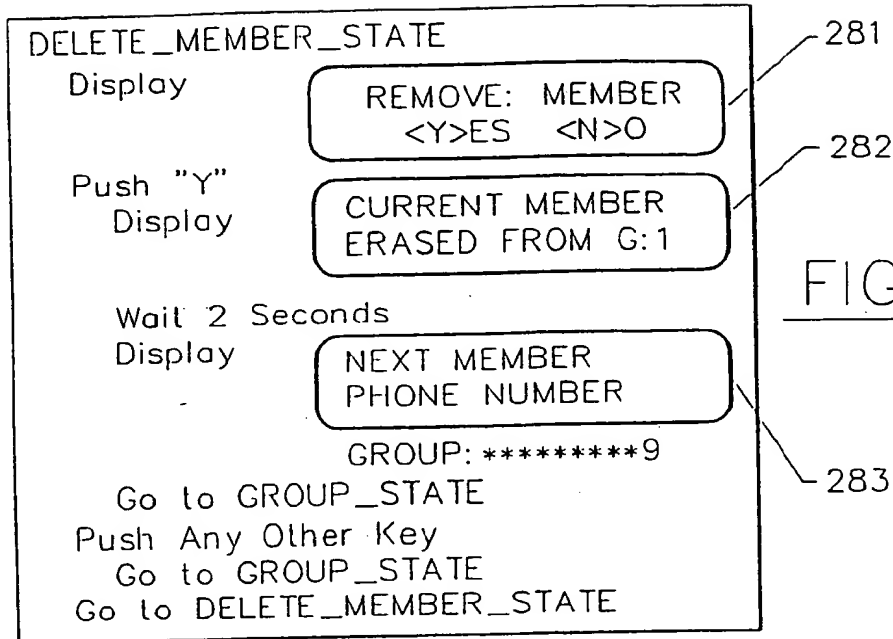 DELETE_MEMBER_STATE
281
Display
REMOVE: MEMBER
<Y>ES <N>O
282
Push "Y"
Display
CURRENT MEMBER
ERASED FROM G:1
FIG
Wait 2 Seconds
Display
NEXT MEMBER
PHONE NUMBER
GROUP:*********9
283
Go to GROUP_STATE
Push Any Other Key
Go to GROUP_STATE
Go to DELETE_MEMBER_STATE